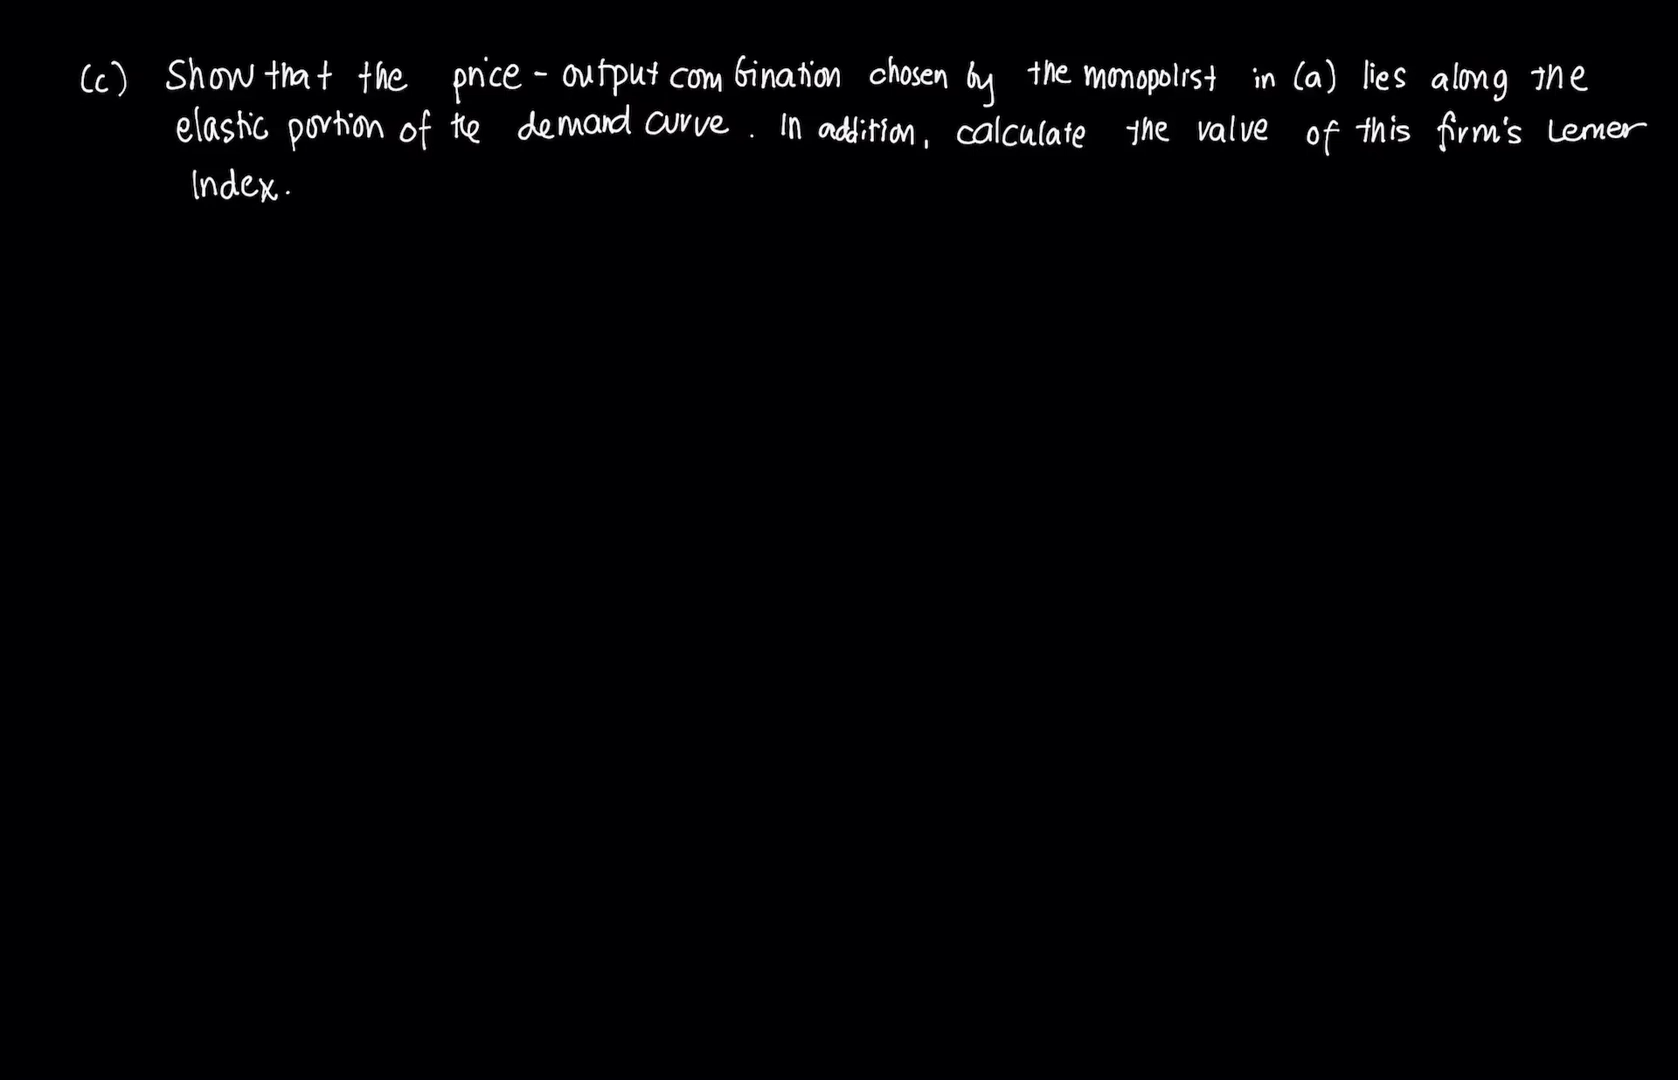 (c) Show that the price - output combination chosen by the monopolist in (a) lies along the
elastic portion of the demand curve. In addition, calculate the value of this firm's Lerner
Index.